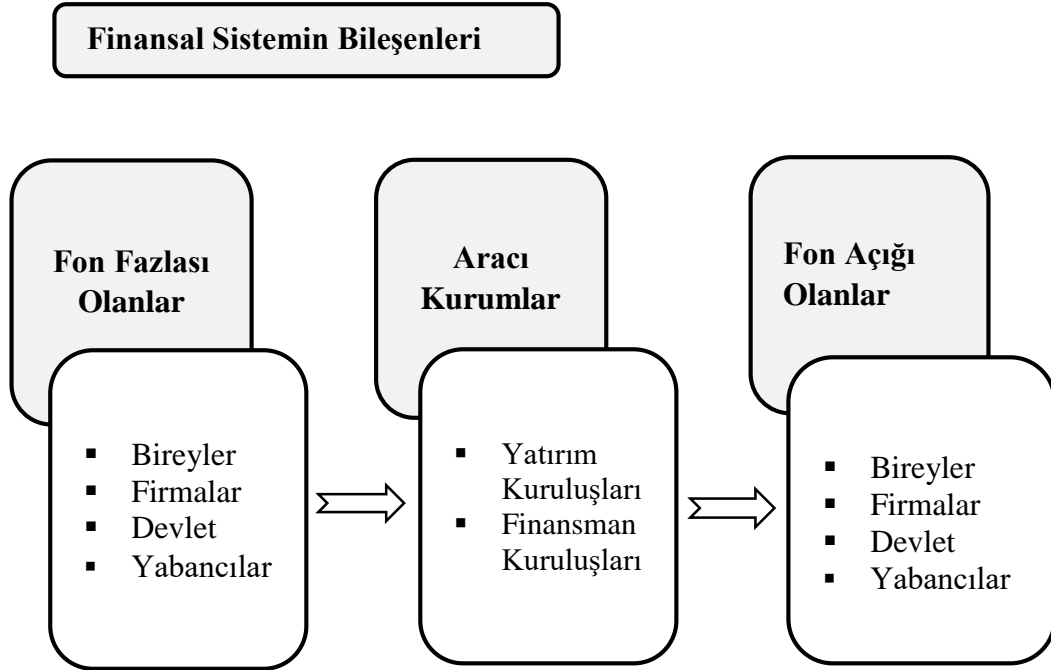 Finansal Sistemin Bileşenleri
Fon Fazlası
Olanlar
▪ Bireyler
▪ Firmalar
▪ Devlet
▪ Yabancılar
Aracı
Kurumlar
▪ Yatırım
Kuruluşları
▪ Finansman
Kuruluşları
Fon Açığı
Olanlar
▪ Bireyler
▪ Firmalar
▪ Devlet
▪ Yabancılar